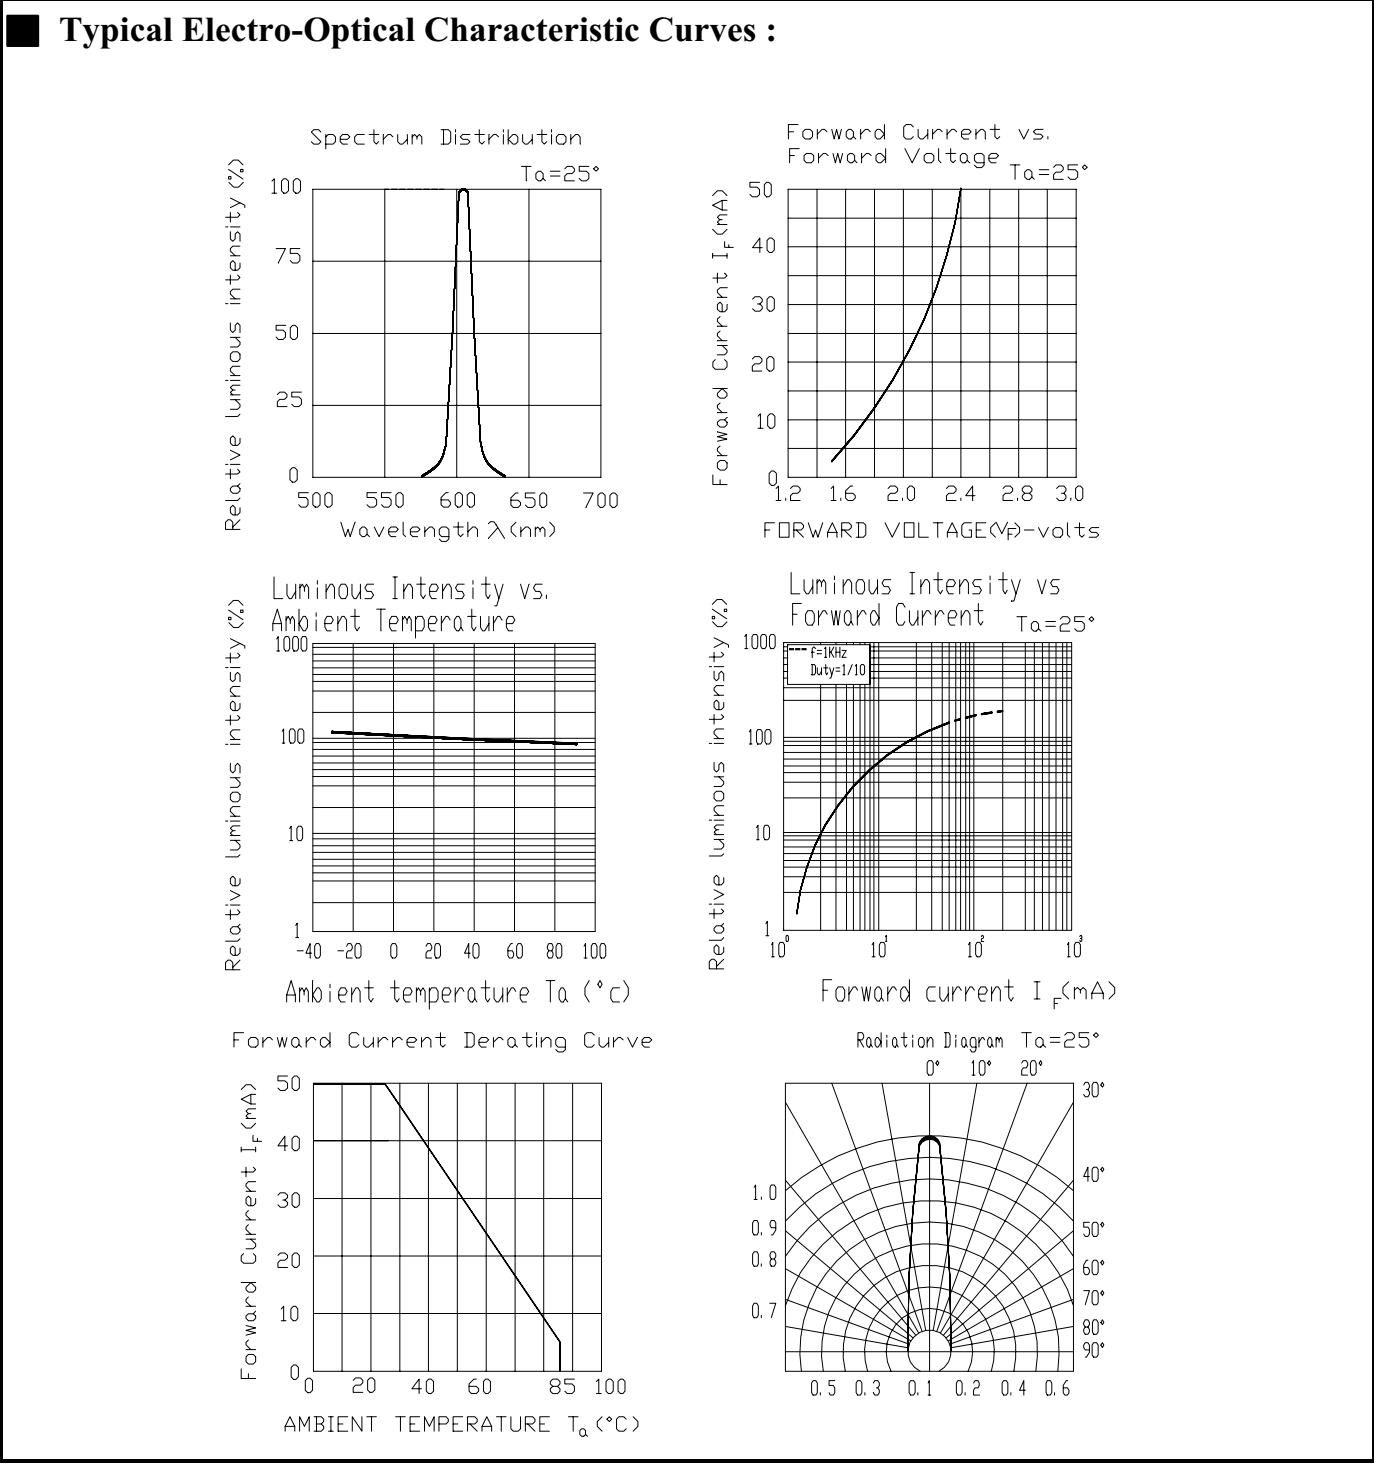 Typical Electro-Optical Characteristic Curves :
Spectrum Distribution
Ta=25°
Relative luminous intensity (%)
100
75
50
25
0
500 550 600 650 700
Wavelength λ (nm)
Forward Current vs.
Forward Voltage
Ta=25°
Forward Current IF (mA)
50
40
30
20
10
0
1.2 1.6 2.0 2.4 2.8 3.0
FORWARD VOLTAGE(VF)-volts
Luminous Intensity vs.
Ambient Temperature
Relative luminous intensity (%)
1000
100
10
1
-40 -20 0 20 40 60 80 100
Ambient temperature Ta (°c)
Luminous Intensity vs
Forward Current
Ta=25°
Relative luminous intensity (%)
f=1KHz
Duty=1/10
1000
100
10
1
10⁰ 10¹ 10² 10³
Forward current IF (mA)
Forward Current Derating Curve
Forward Current IF (mA)
50
40
30
20
10
0
0 20 40 60 85 100
AMBIENT TEMPERATURE Ta (°C)
Radiation Diagram Ta=25°
0° 10° 20°
30°
40°
50°
60°
70°
80°
90°
1.0
0.9
0.8
0.7
0.5 0.3 0.1 0.2 0.4 0.6